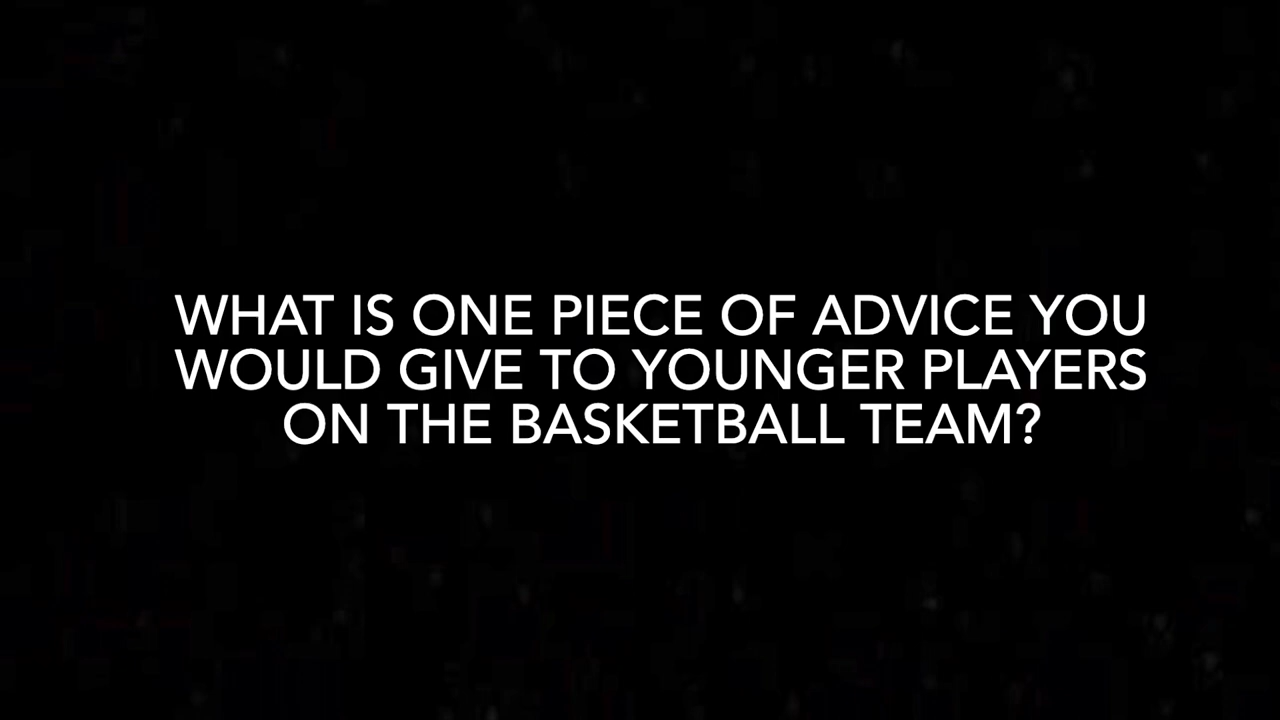 WHAT IS ONE PIECE OF ADVICE YOU
WOULD GIVE TO YOUNGER PLAYERS
ON THE BASKETBALL TEAM?